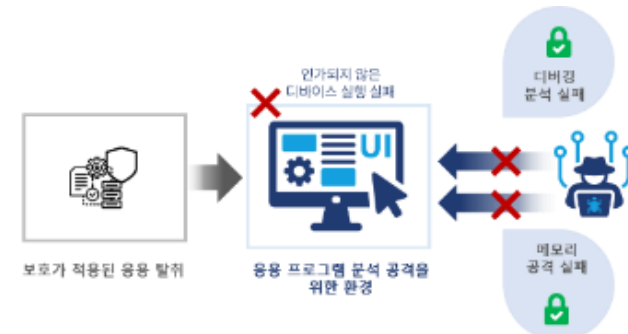 인가되지 않은
디바이스 실행 실패
디버깅
분석 실패
UI
메모리
공격 실패
보호가 적용된 응용 탈취
응용 프로그램 분석 공격을
위한 환경